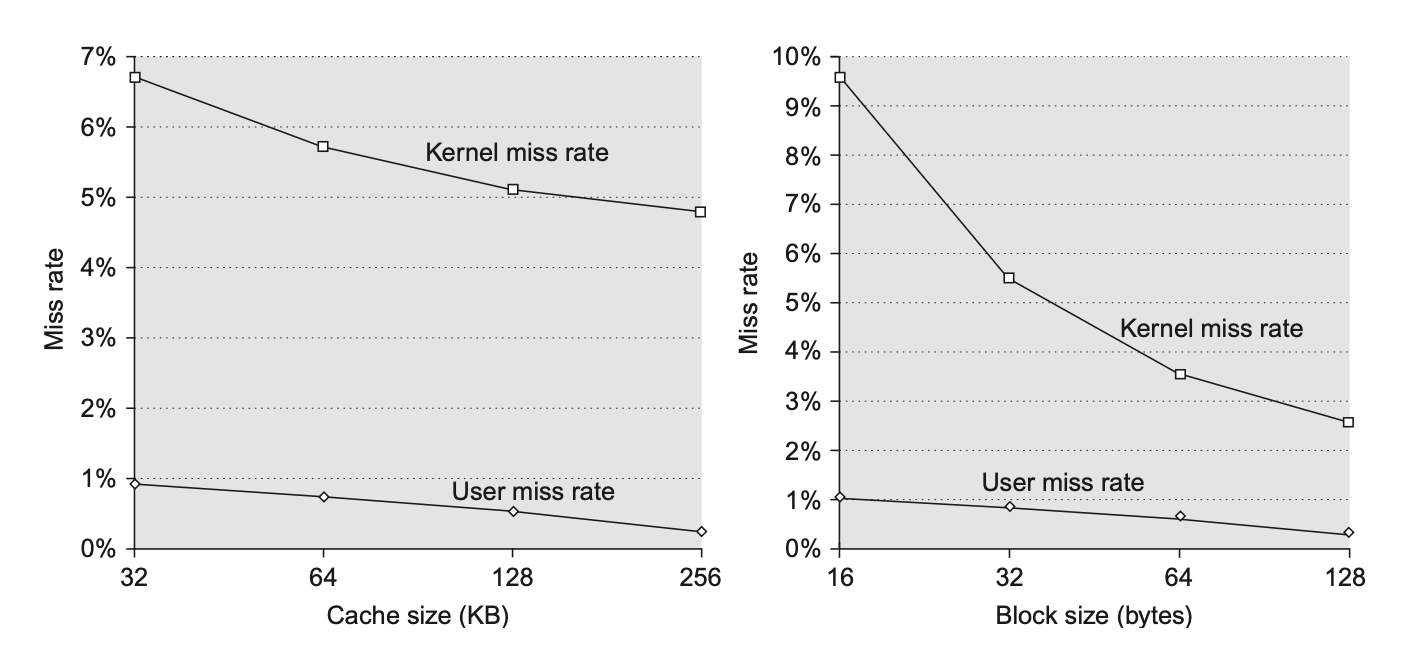 7%
6%
5%
4%
3%
2%
1%
0%
Miss rate
Kernel miss rate
User miss rate
32 64 128 256
Cache size (KB)
10%
9%
8%
7%
6%
5%
4%
3%
2%
1%
0%
Miss rate
Kernel miss rate
User miss rate
16 32 64 128
Block size (bytes)